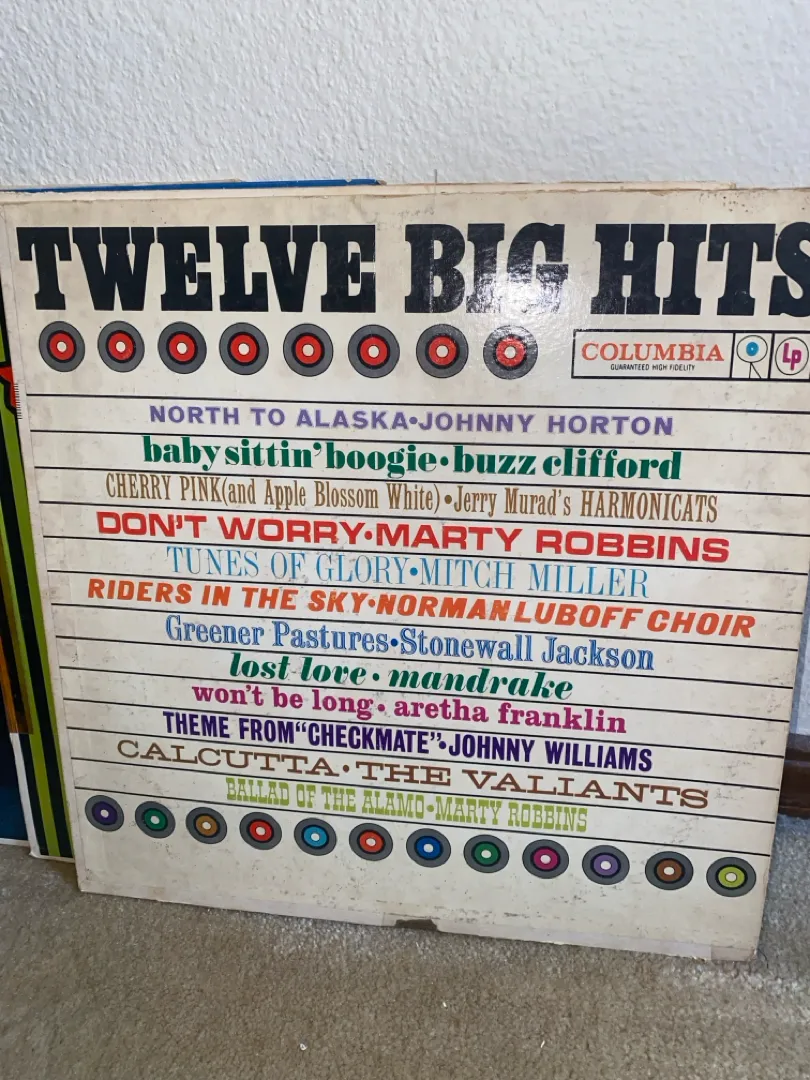 TWELVE BIG HITS
COLUMBIA
GUARANTEED HIGH FIDELITY
Lp
NORTH TO ALASKA•JOHNNY HORTON
baby sittin' boogie•buzz clifford
CHERRY PINK(and Apple Blossom White)•Jerry Murad's HARMONICATS
DON'T WORRY•MARTY ROBBINS
TUNES OF GLORY•MITCH MILLER
RIDERS IN THE SKY•NORMAN LUBOFF CHOIR
Greener Pastures•Stonewall Jackson
lost love • mandrake
won't be long • aretha franklin
THEME FROM "CHECKMATE"•JOHNNY WILLIAMS
CALCUTTA•THE VALIANTS
BALLAD OF THE ALAMO•MARTY ROBBINS